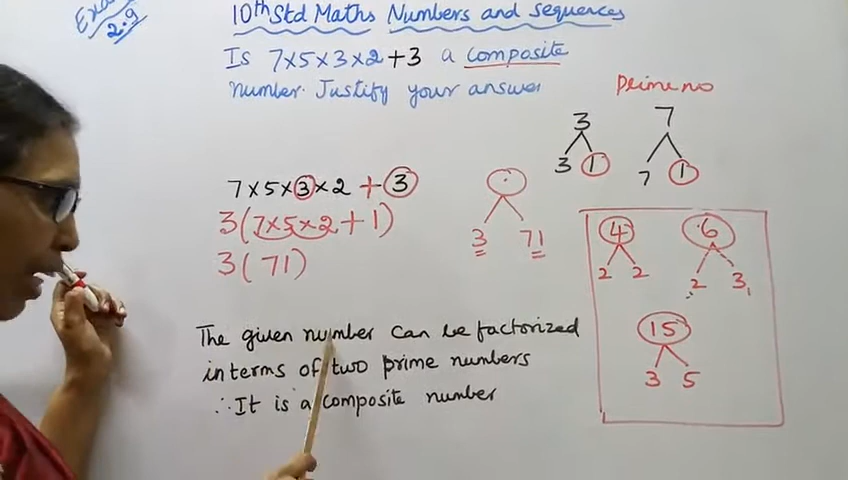 Exa
2.9
10th Std Maths Numbers and sequences
Is 7×5×3×2+3 a composite
number. Justify your answer
Prime no
3
3 1
7
7 1
7×5×3×2+3
3(7×5×2+1)
3(71)
3 71
4
2 2
6
2 3
15
3 5
The given number can be factorized
in terms of two prime numbers
∴ It is a composite number